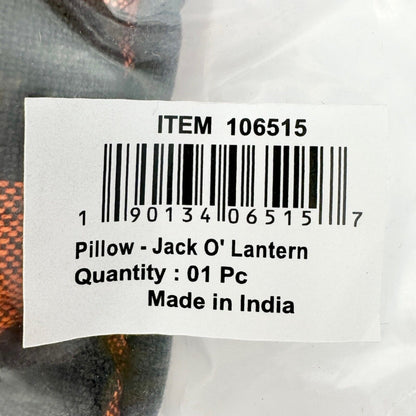 ITEM 106515
1 90134 06515 7
Pillow - Jack O' Lantern
Quantity : 01 Pc
Made in India